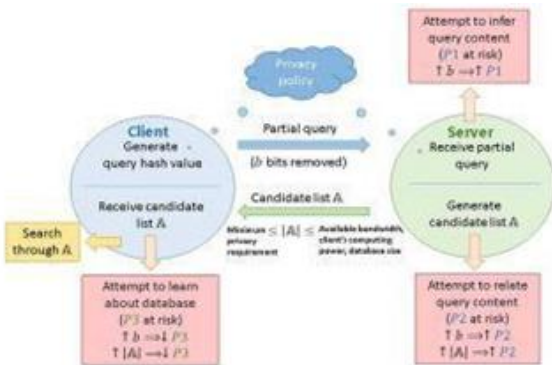 Attempt to infer
query content
(P1 at risk)
↑ b ⟹↑ P1
Privacy
policy
Client
Generate
query hash value
Partial query
(b bits removed)
Server
Receive partial
query
Receive candidate
list 𝔸
Candidate list 𝔸
Generate
candidate list 𝔸
Minimum
privacy
requirement
≤ |𝔸| ≤
Available bandwidth,
client's computing
power, database size
Search
through 𝔸
Attempt to learn
about database
(P3 at risk)
↑ b ⟹↓ P3
↑ |𝔸| ⟹↓ P3
Attempt to relate
query content
(P2 at risk)
↑ b ⟹↑ P2
↑ |𝔸| ⟹↑ P2